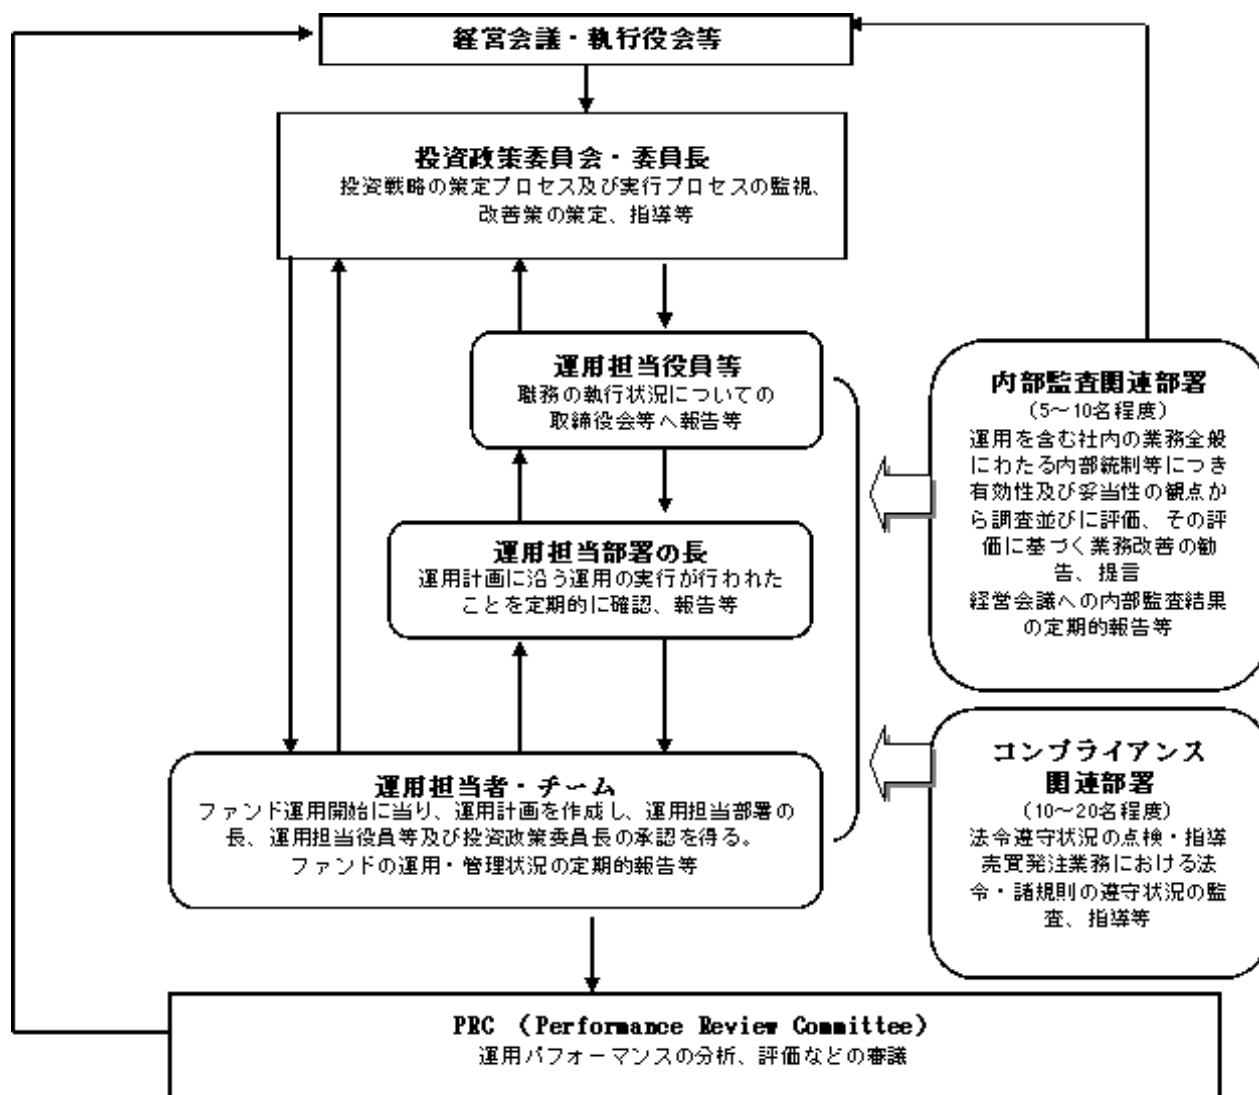 経営会議・執行役会等
投資政策委員会・委員長
投資戦略の策定プロセス及び実行プロセスの監視、
改善策の策定、指導等
運用担当役員等
職務の執行状況についての
取締役会等へ報告等
運用担当部署の長
運用計画に沿う運用の実行が行われた
ことを定期的に確認、報告等
運用担当者・チーム
ファンド運用開始に当り、運用計画を作成し、運用担当部署の
長、運用担当役員等及び投資政策委員長の承認を得る。
ファンドの運用・管理状況の定期的報告等
内部監査関連部署
(5～10名程度)
運用を含む社内の業務全般
にわたる内部統制等につき
有効性及び妥当性の観点か
ら調査並びに評価、その評
価に基づく業務改善の勧
告、提言
経営会議への内部監査結果
の定期的報告等
コンプライアンス
関連部署
(10～20名程度)
法令遵守状況の点検・指導
売買発注業務における法
令・諸規則の遵守状況の監
査、指導等
PRC （Performance Review Committee）
運用パフォーマンスの分析、評価などの審議